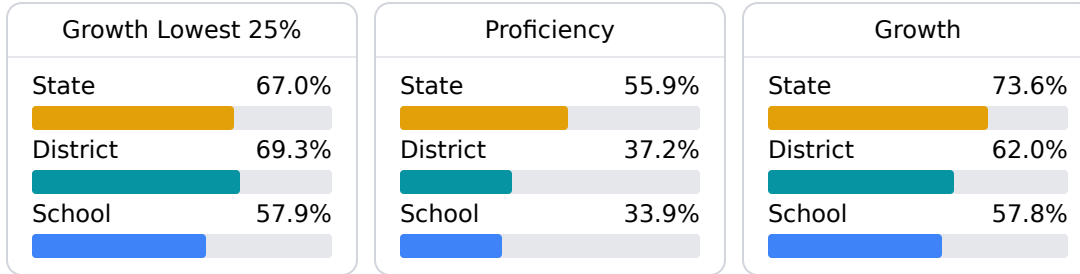 Growth Lowest 25%
State 67.0%
District 69.3%
School 57.9%
Proficiency
State 55.9%
District 37.2%
School 33.9%
Growth
State 73.6%
District 62.0%
School 57.8%